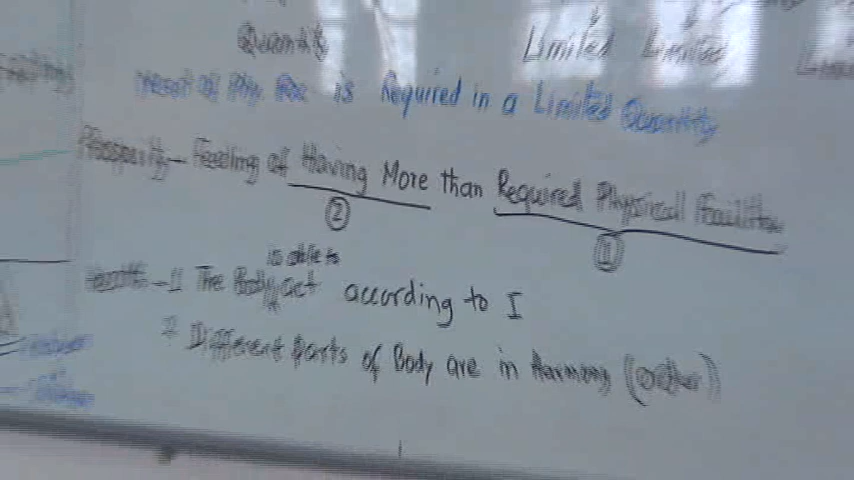 Quantity
Limited Limited
Need of Phy Fac is Required in a Limited Quantity
Prosperity - Feeling of Having More than Required Physical Facilities
② ①
is able to
Health - 1 The Body act according to I
2 Different Parts of Body are in Harmony (order)